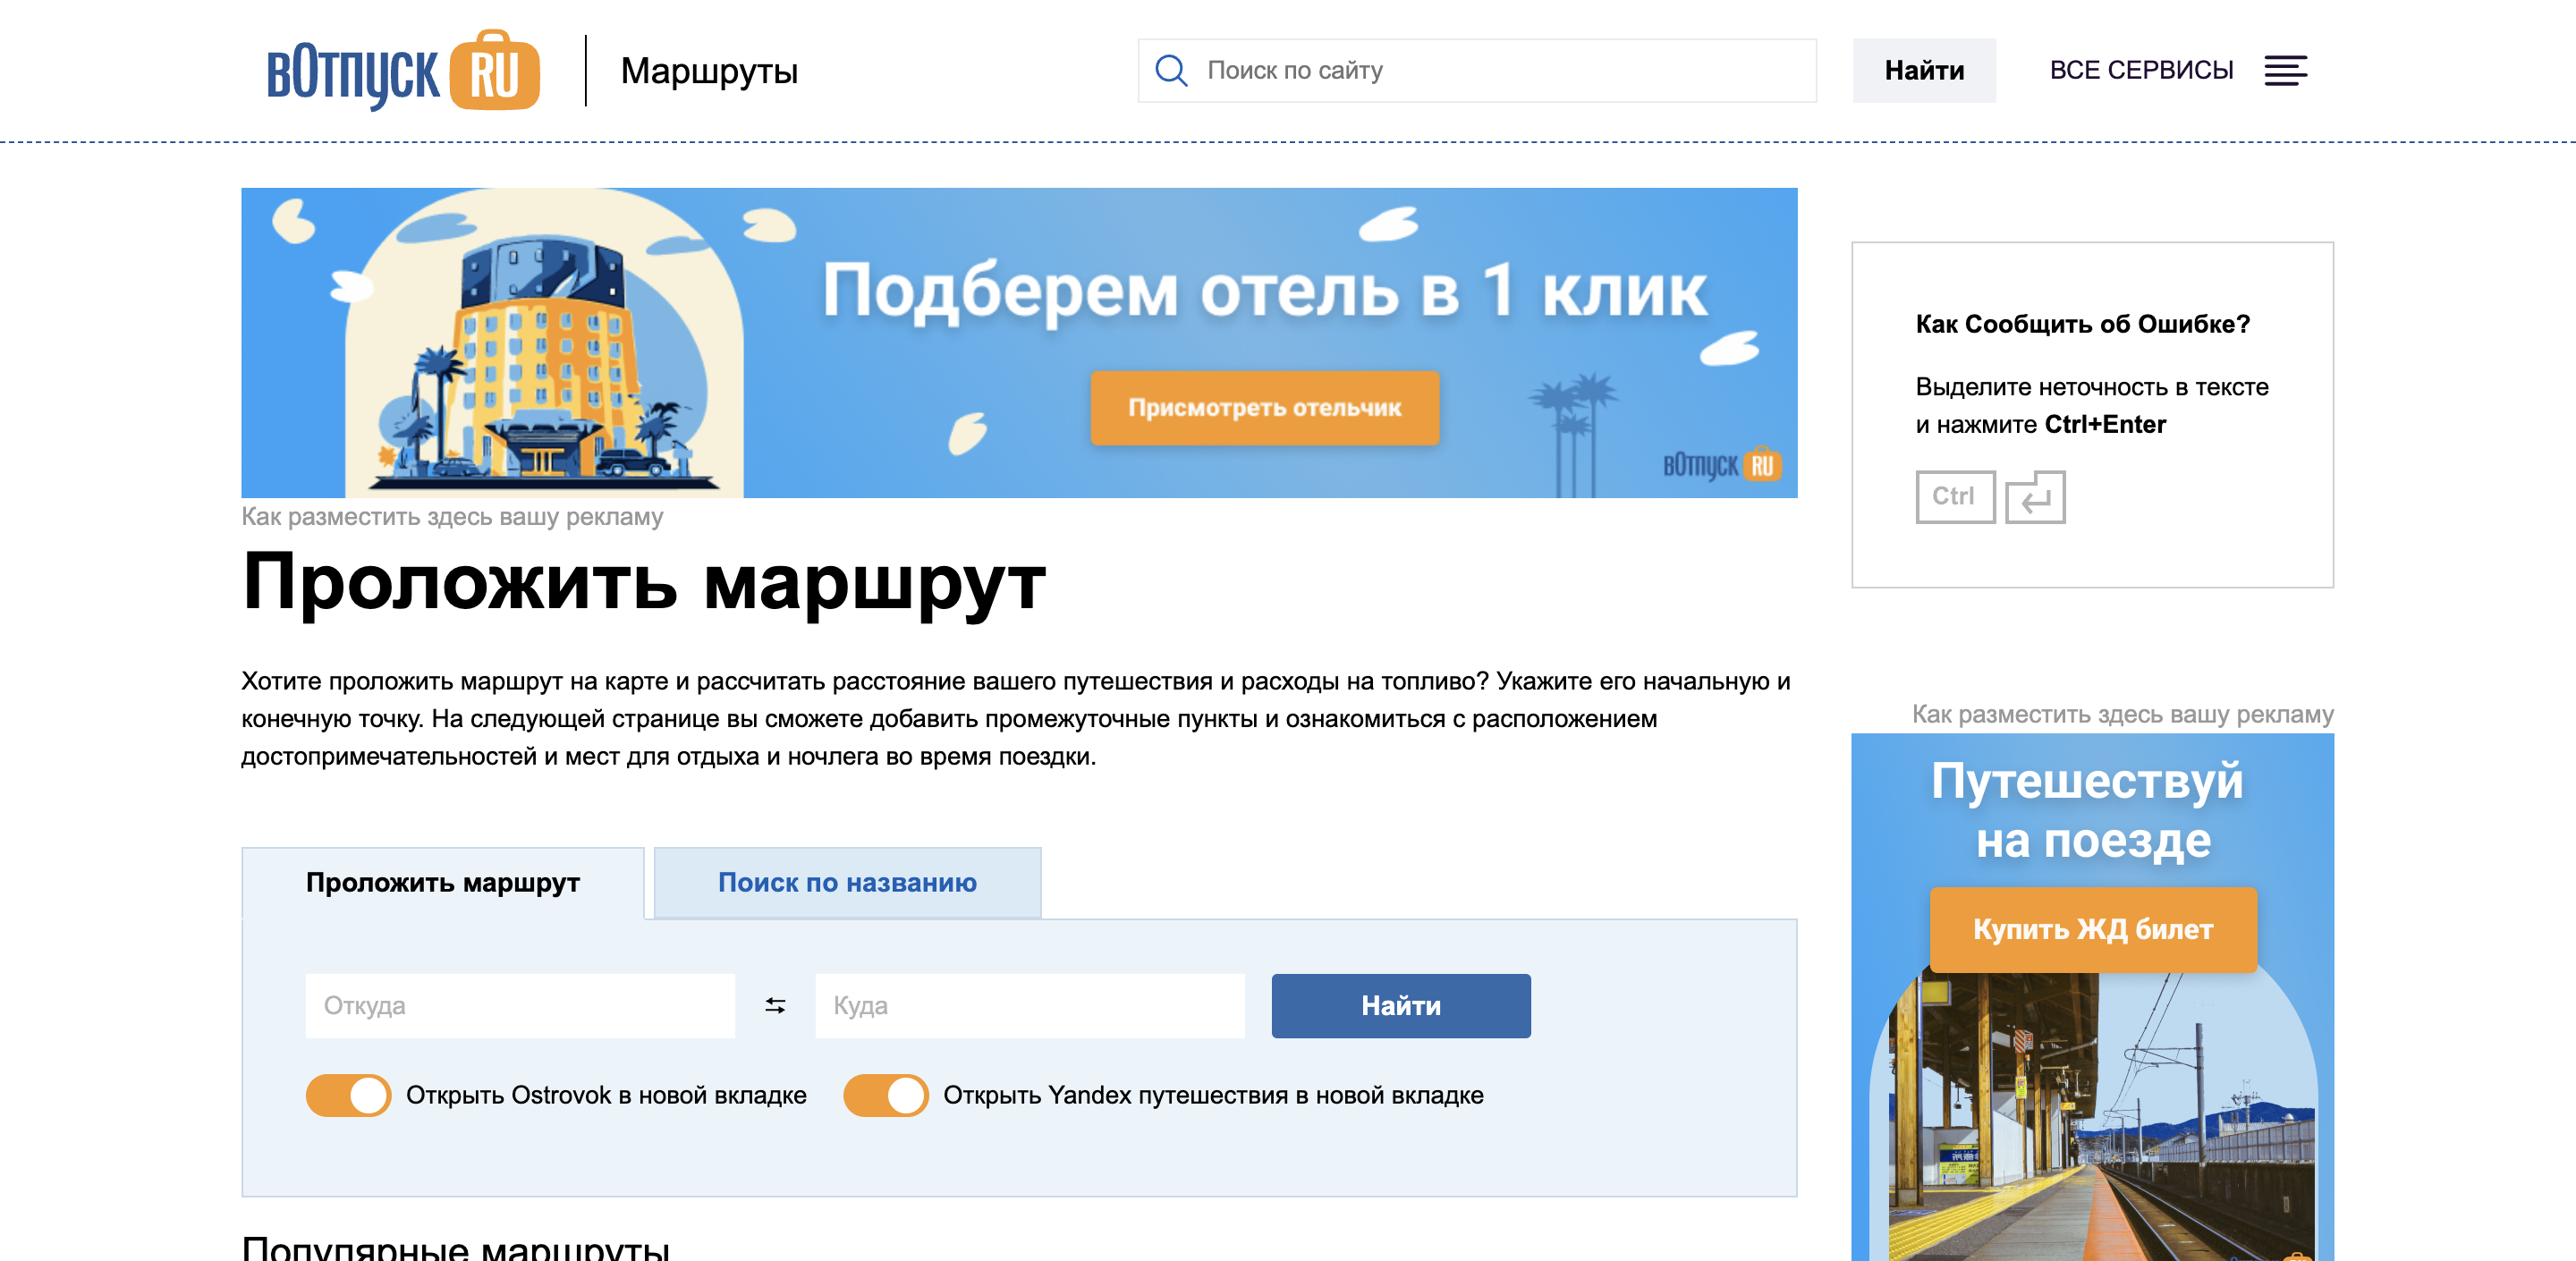 вОтпуск RU
Маршруты
Поиск по сайту
Найти
ВСЕ СЕРВИСЫ
Подберем отель в 1 клик
Присмотреть отельчик
вОтпуск RU
Как разместить здесь вашу рекламу
Проложить маршрут
Хотите проложить маршрут на карте и рассчитать расстояние вашего путешествия и расходы на топливо? Укажите его начальную и
конечную точку. На следующей странице вы сможете добавить промежуточные пункты и ознакомиться с расположением
достопримечательностей и мест для отдыха и ночлега во время поездки.
Проложить маршрут
Поиск по названию
Откуда
Куда
Найти
Открыть Ostrovok в новой вкладке
Открыть Yandex путешествия в новой вкладке
Популярные маршруты
Как Сообщить об Ошибке?
Выделите неточность в тексте
и нажмите Ctrl+Enter
Ctrl
Как разместить здесь вашу рекламу
Путешествуй
на поезде
Купить ЖД билет